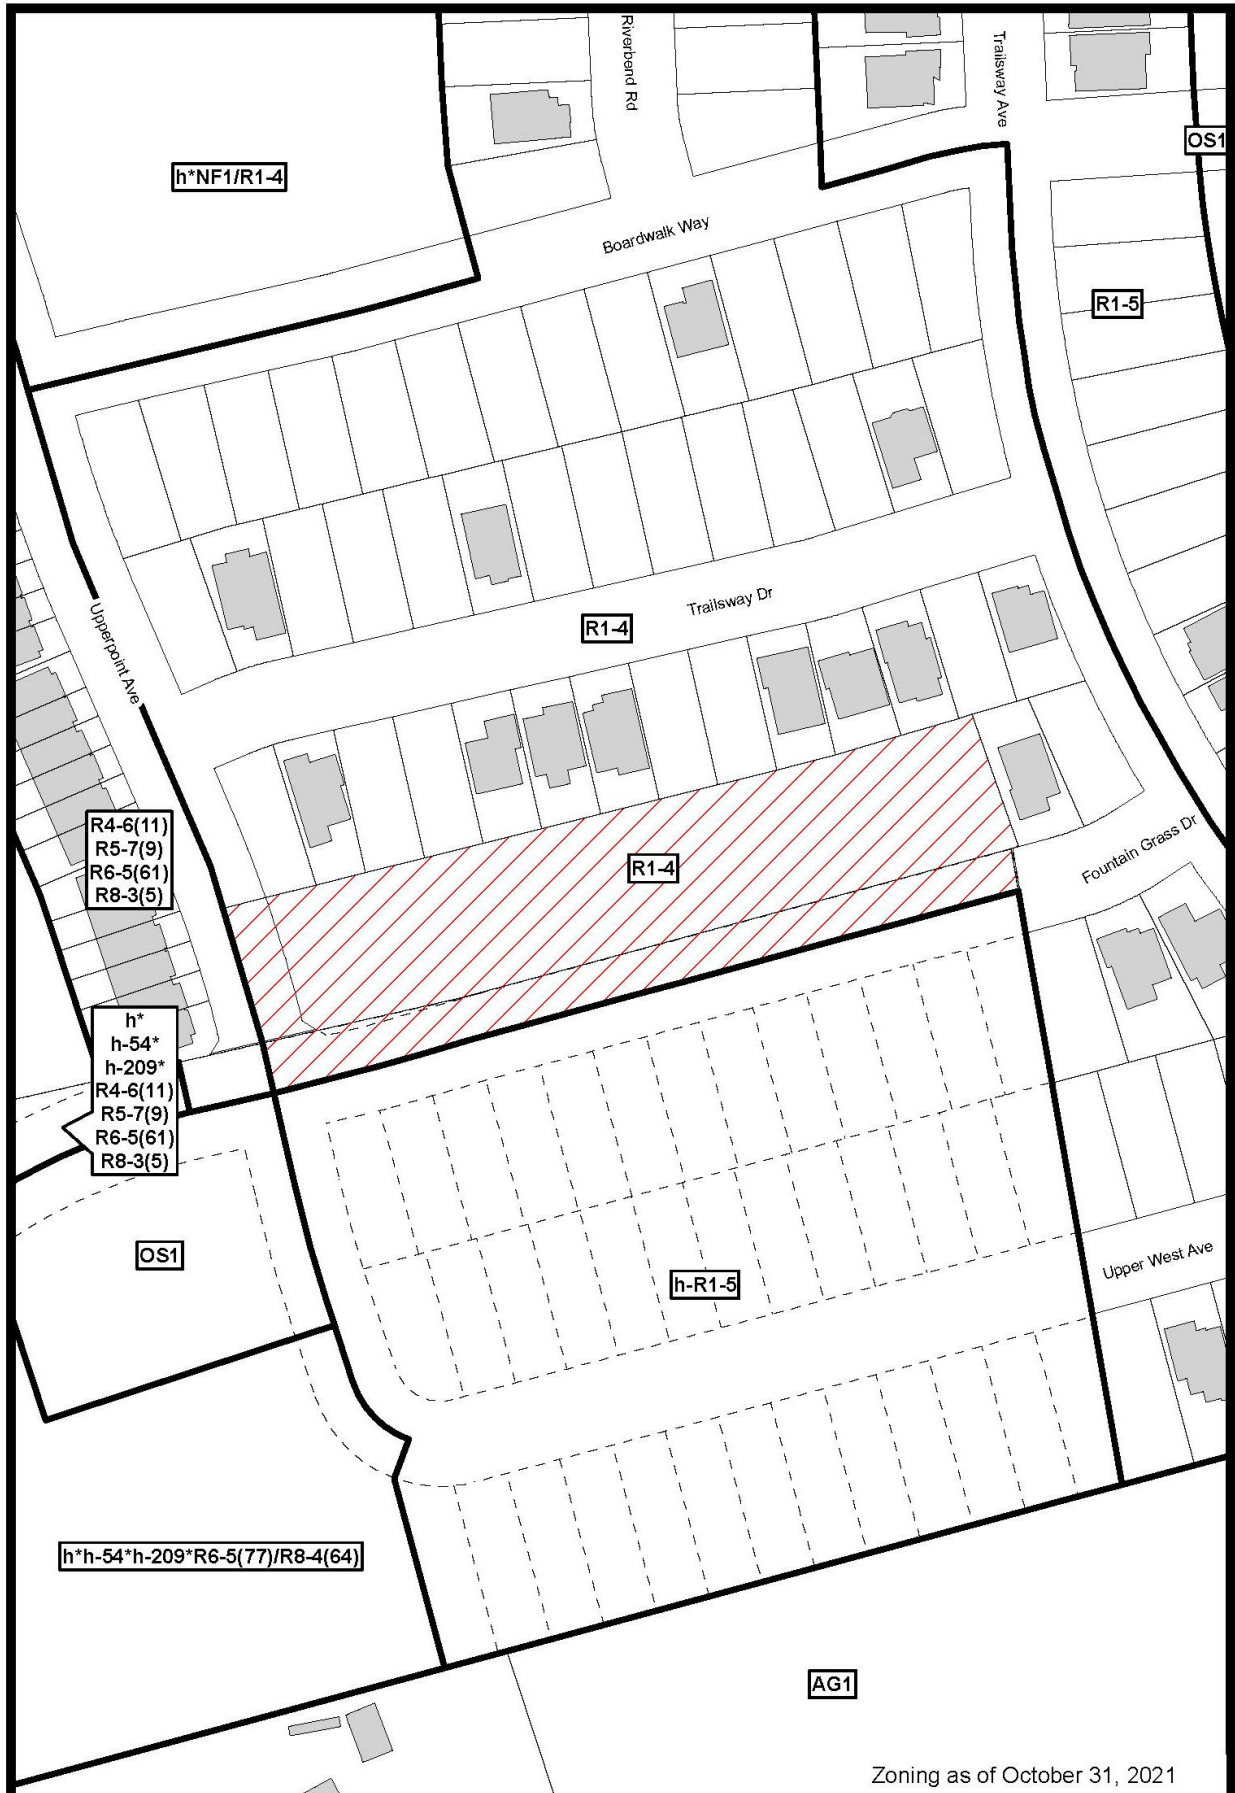 Riverbend Rd
Trailsway Ave
OS1
h*NF1/R1-4
Boardwalk Way
R1-5
Trailsway Dr
R1-4
Upperpoint Ave
R4-6(11)
R5-7(9)
R6-5(61)
R8-3(5)
R1-4
Fountain Grass Dr
h*
h-54*
h-209*
R4-6(11)
R5-7(9)
R6-5(61)
R8-3(5)
OS1
h-R1-5
Upper West Ave
h*h-54*h-209*R6-5(77)/R8-4(64)
AG1
Zoning as of October 31, 2021